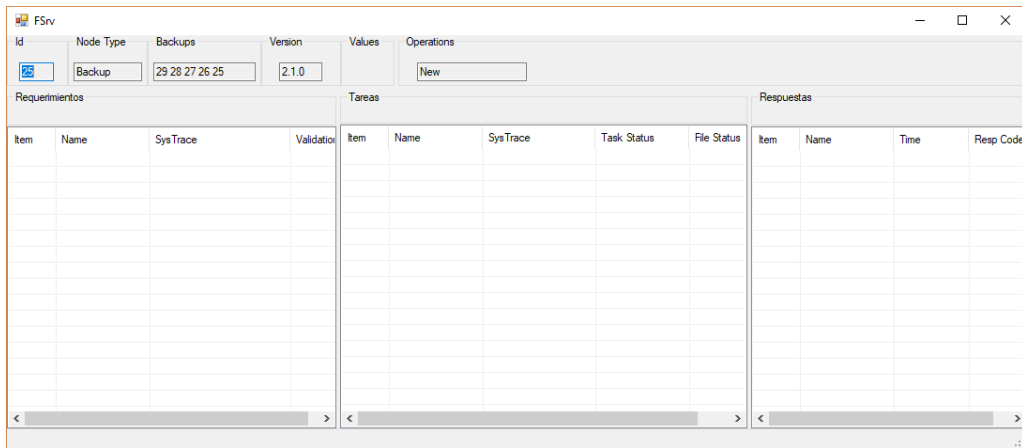 FSrv
Id Node Type Backups Version Values Operations
25 Backup 29 28 27 26 25 2.1.0 New
Requerimientos Tareas Respuestas
Item Name SysTrace Validation Item Name SysTrace Task Status File Status Item Name Time Resp Code